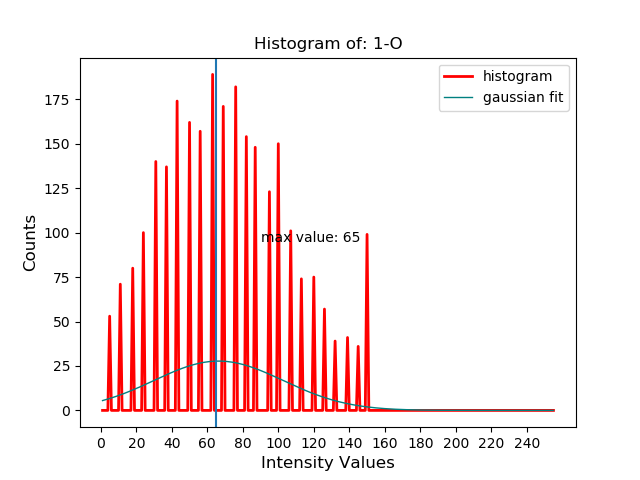 Histogram of: 1-O
histogram
gaussian fit
175
150
125
100
75
50
25
0
Counts
max value: 65
0 20 40 60 80 100 120 140 160 180 200 220 240
Intensity Values